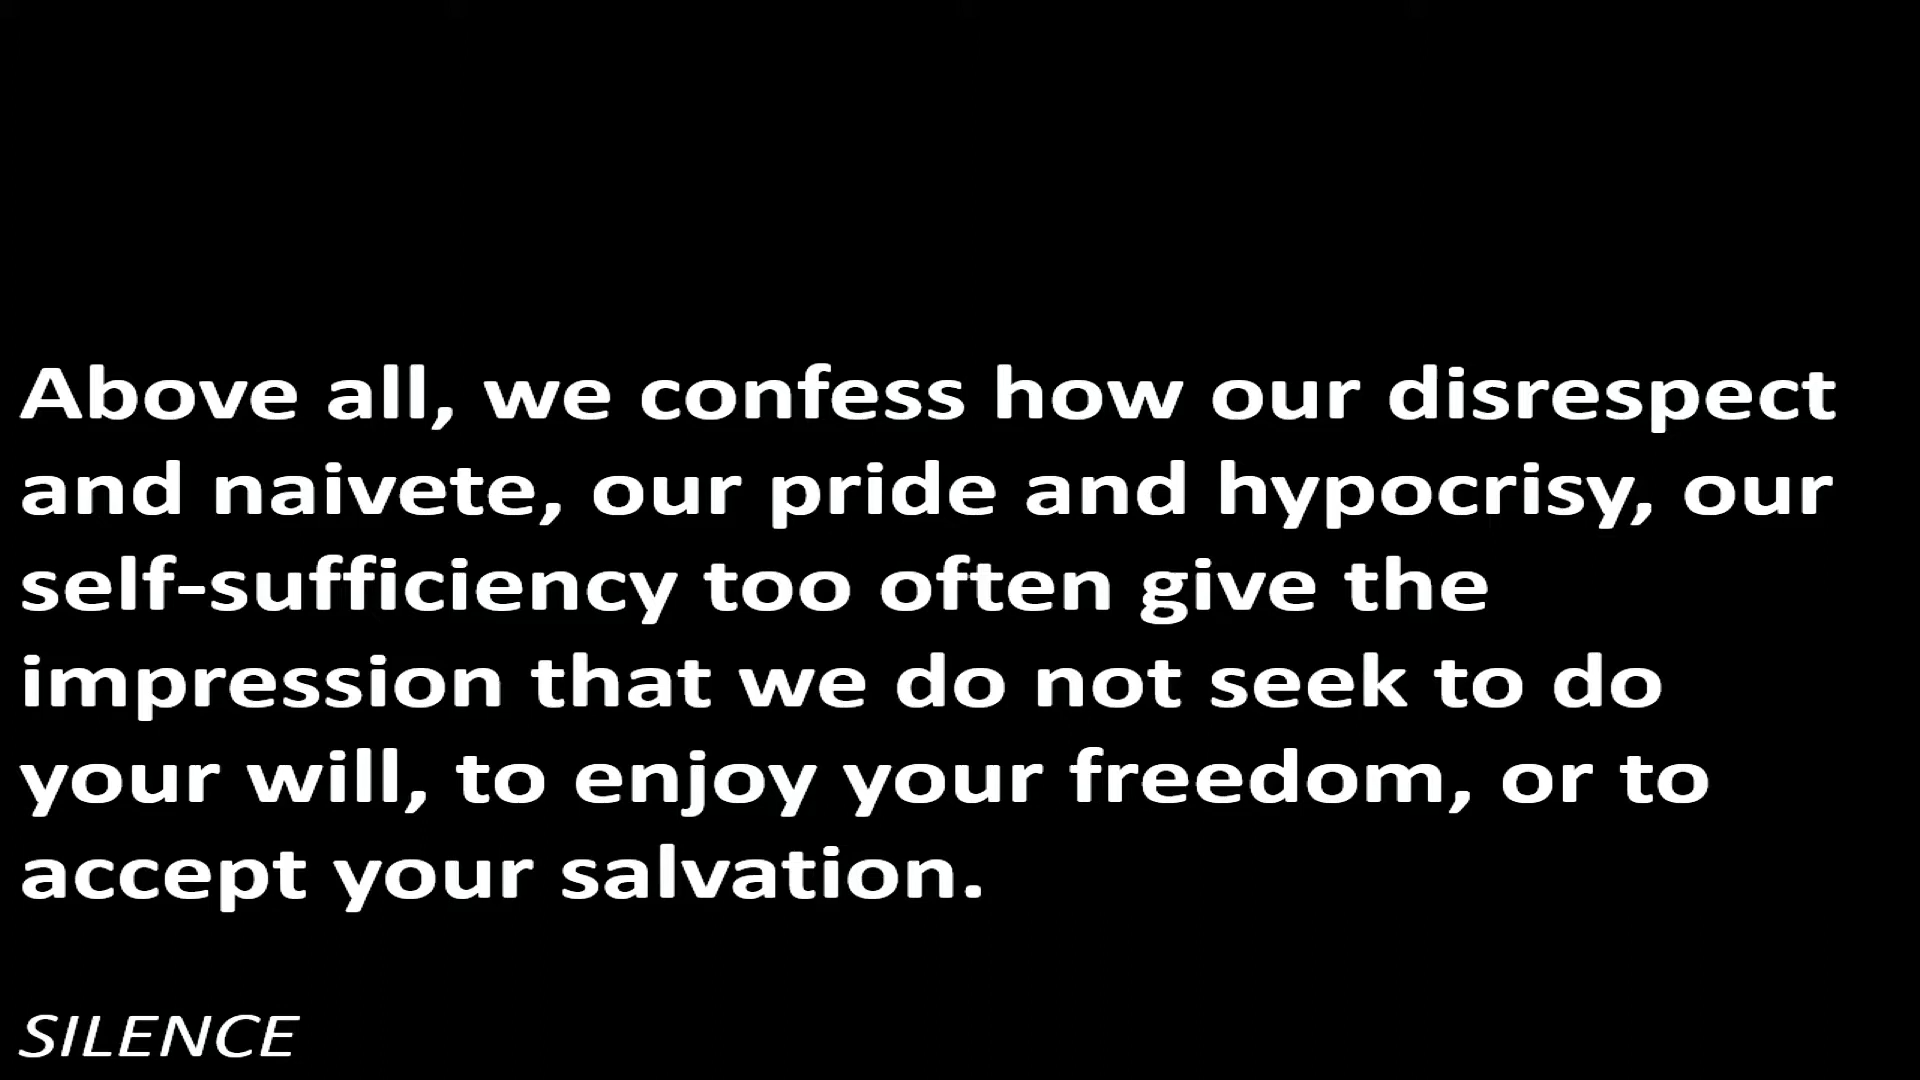 Above all, we confess how our disrespect
and naivete, our pride and hypocrisy, our
self-sufficiency too often give the
impression that we do not seek to do
your will, to enjoy your freedom, or to
accept your salvation.
SILENCE